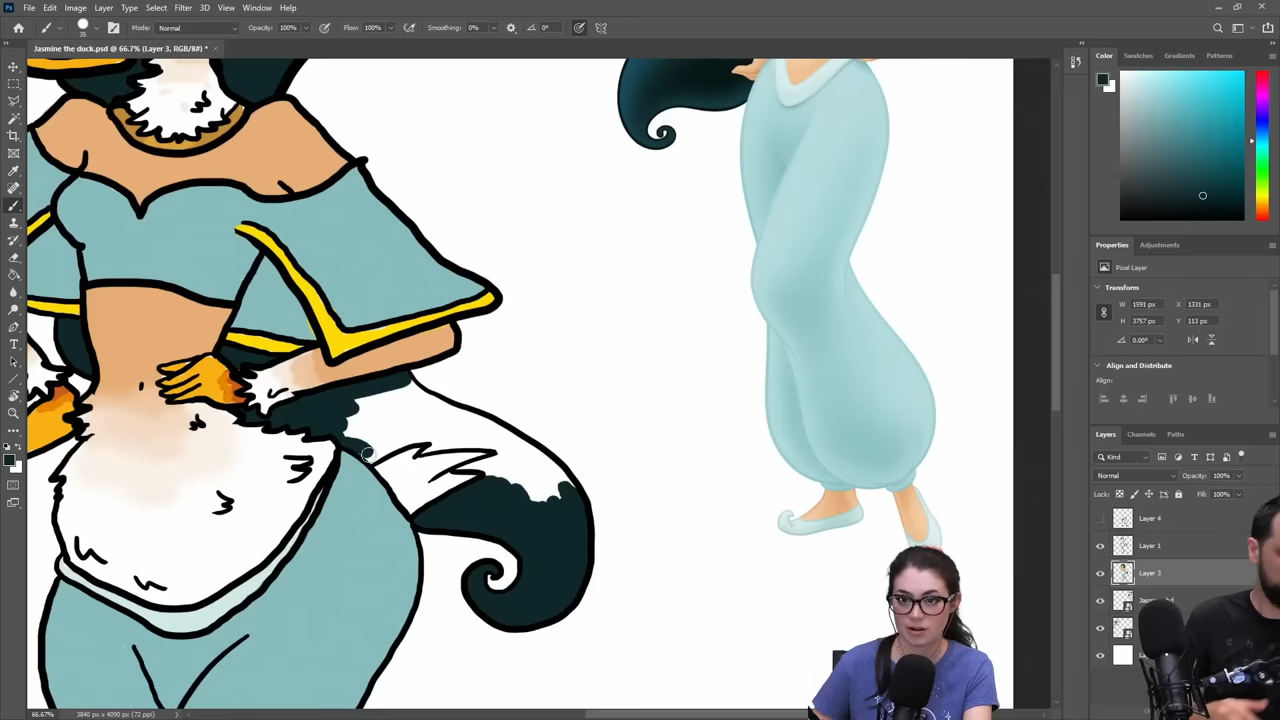 File Edit Image Layer Type Select Filter 3D View Window Help
Mode: Normal Opacity: 100% Flow: 100% Smoothing: 0% 0°
35
Jasmine the duck.psd @ 66.7% (Layer 3, RGB/8#) *
Color Swatches Gradients Patterns
Properties Adjustments
Pixel Layer
Transform
W 1591 px X 1331 px
H 3757 px Y 113 px
0.00°
Align and Distribute
Align:
Layers Channels Paths
Kind
Normal Opacity: 100%
Lock: Fill: 100%
Layer 4
Layer 1
Layer 3
66.67% 3840 px x 4090 px (72 ppi)